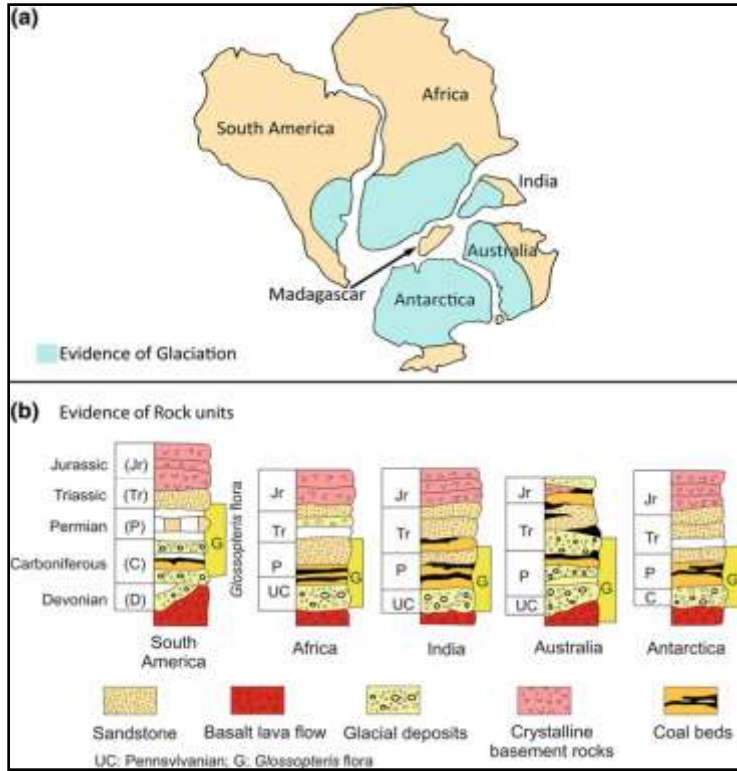 (a)
Africa
South America
India
Australia
Madagascar
Antarctica
Evidence of Glaciation
(b) Evidence of Rock units
Jurassic (Jr)
Triassic (Tr)
Permian (P)
Carboniferous (C)
Devonian (D)
G
Glossopteris flora
Jr
Tr
P
UC
G
Jr
Tr
P
UC
G
Jr
Tr
P
UC
G
Jr
Tr
P
C
G
South
America
Africa
India
Australia
Antarctica
Sandstone
Basalt lava flow
Glacial deposits
Crystalline
basement rocks
Coal beds
UC: Pennsylvanian; G: Glossopteris flora